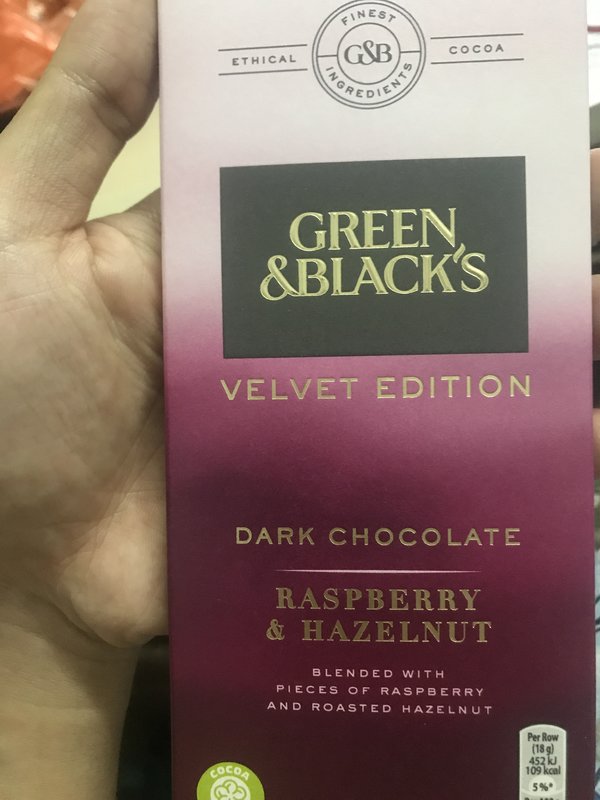 FINEST
ETHICAL G&B COCOA
INGREDIENTS
GREEN
&BLACK'S
VELVET EDITION
DARK CHOCOLATE
RASPBERRY
& HAZELNUT
BLENDED WITH
PIECES OF RASPBERRY
AND ROASTED HAZELNUT
COCOA
Per Row
(18 g)
452 kJ
109 kcal
5%*